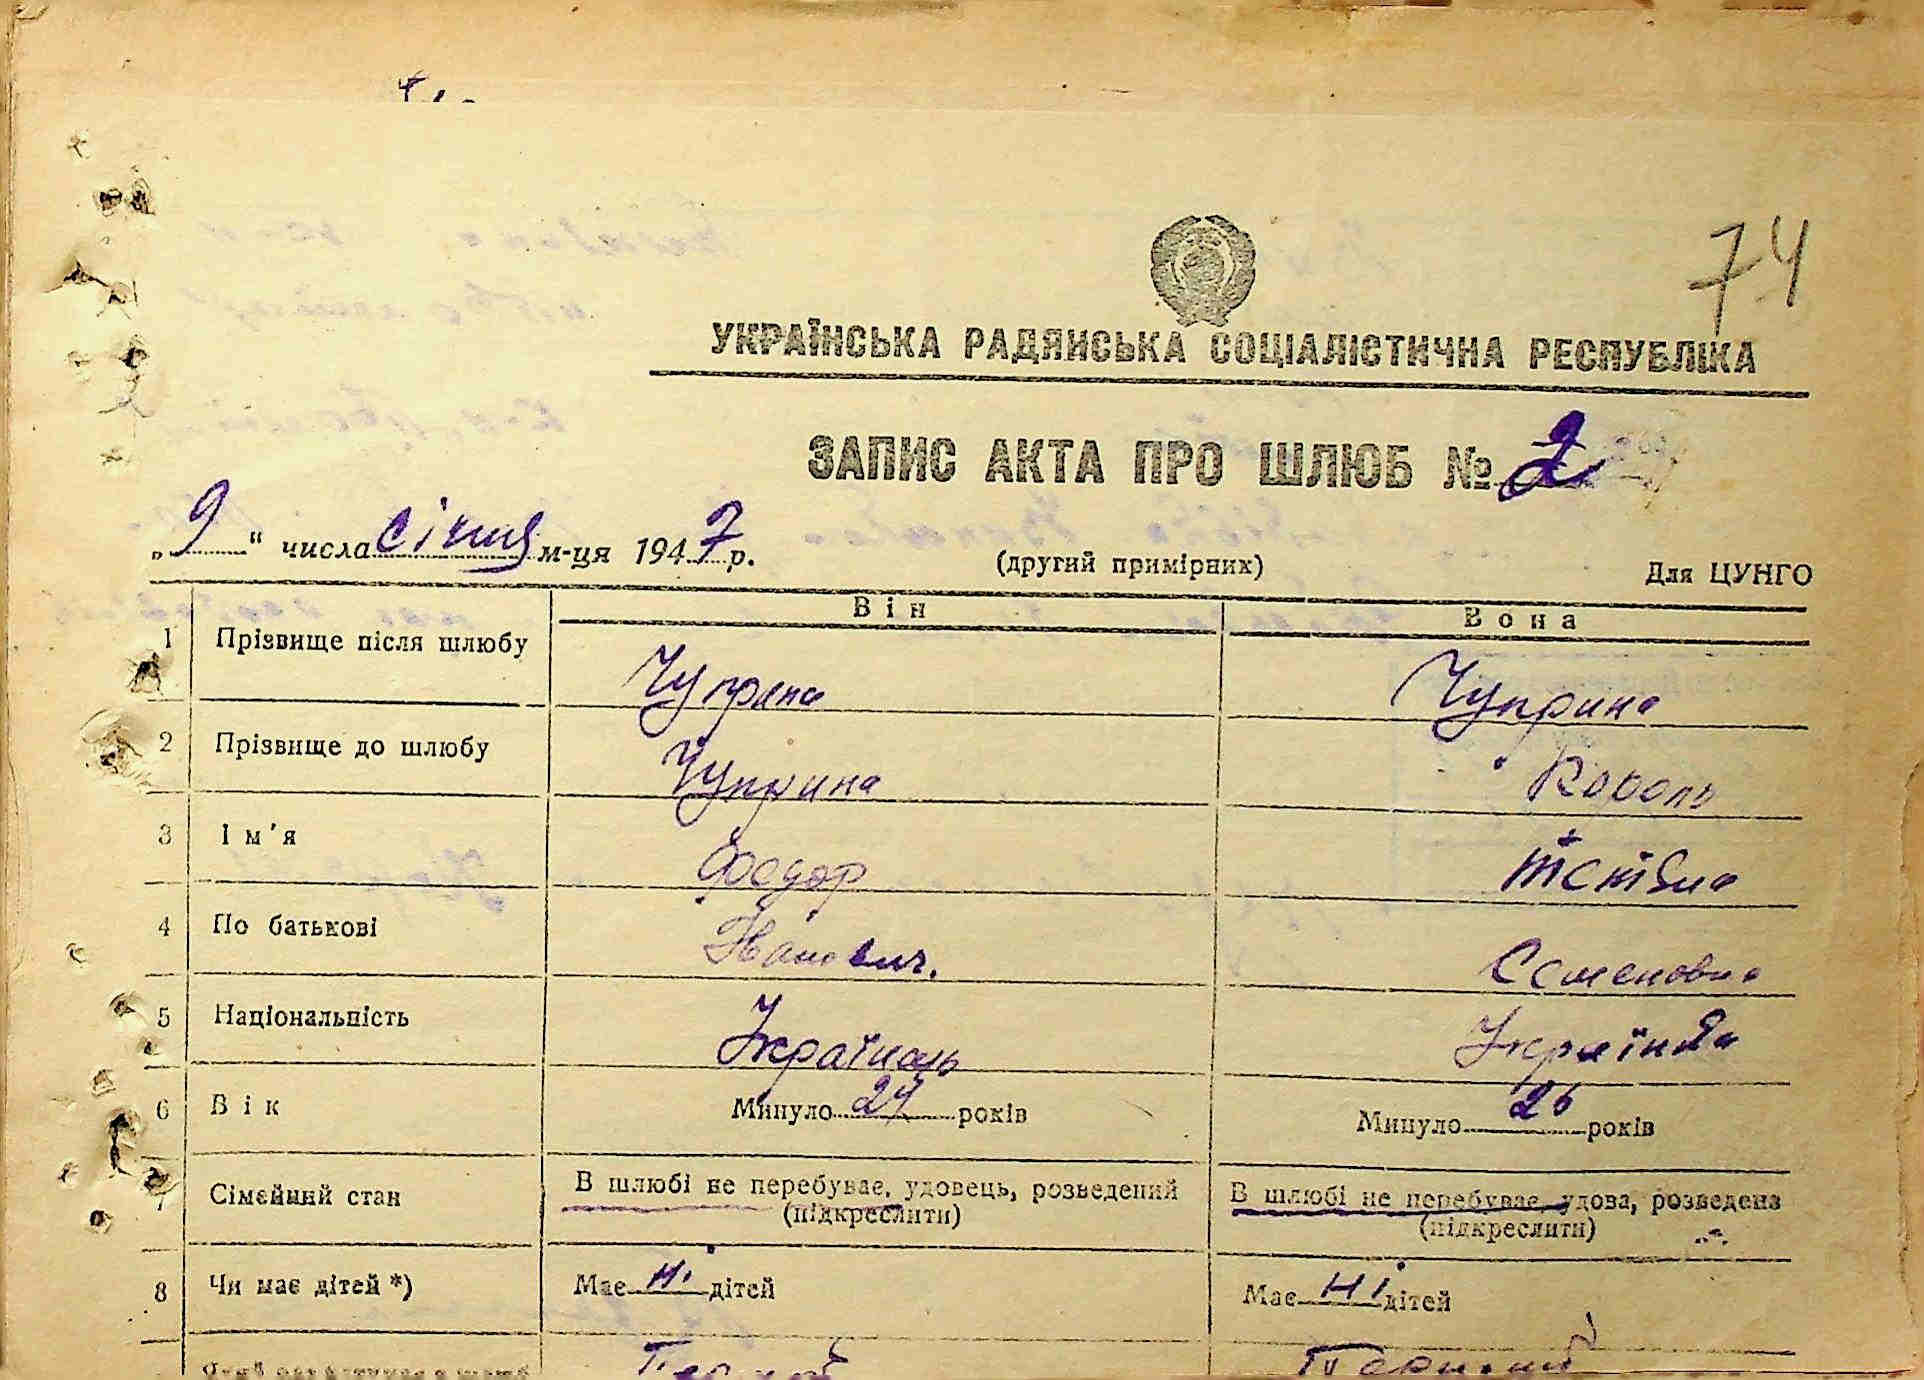 74
УКРАЇНСЬКА РАДЯНСЬКА СОЦІАЛІСТИЧНА РЕСПУБЛІКА
ЗАПИС АКТА ПРО ШЛЮБ № 2
„9“ числа січня м-ця 1947 р. (другий примірник) Для ЦУНГО
Він Вона
1 Прізвище після шлюбу Чуприна Чуприна
2 Прізвище до шлюбу Чуприна Король
3 Ім'я Федор
4 По батькові Іванович. Семеновна
5 Національність Українець Українка
6 Вік Минуло 27 років Минуло 26 років
7 Сімейний стан В шлюбі не перебуває, удовець, розведений В шлюбі не перебуває, удова, розведена
(підкреслити) (підкреслити)
8 Чи має дітей *) Має ні дітей Має ні дітей
Перший Перший